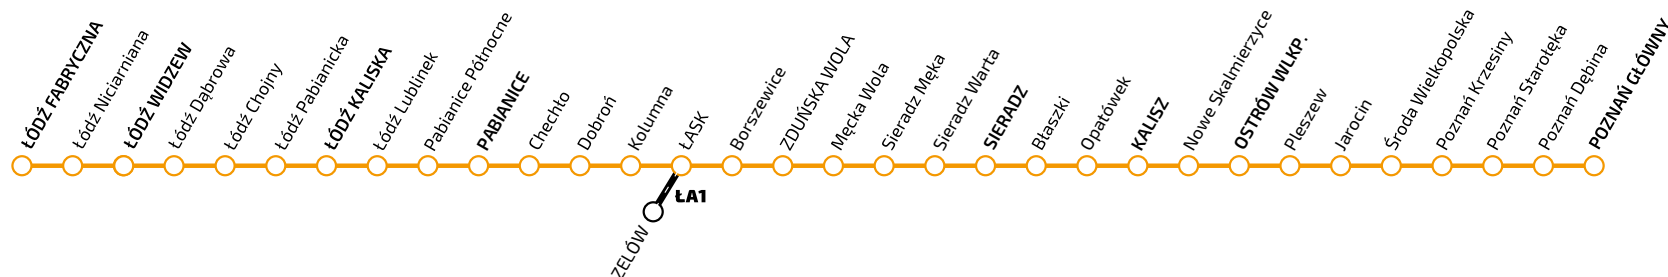 ŁÓDŹ FABRYCZNA
Łódź Niciarniana
ŁÓDŹ WIDZEW
Łódź Dąbrowa
Łódź Chojny
Łódź Pabianicka
ŁÓDŹ KALISKA
Łódź Lublinek
Pabianice Północne
PABIANICE
Chechło
Dobroń
Kolumna
ŁASK
Borszewice
ZDUŃSKA WOLA
Męcka Wola
Sieradz Męka
Sieradz Warta
SIERADZ
Błaszki
Opatówek
KALISZ
Nowe Skalmierzyce
OSTRÓW WLKP.
Pleszew
Jarocin
Środa Wielkopolska
Poznań Krzesiny
Poznań Starołęka
Poznań Dębina
POZNAŃ GŁÓWNY
ŁA1
ZELÓW